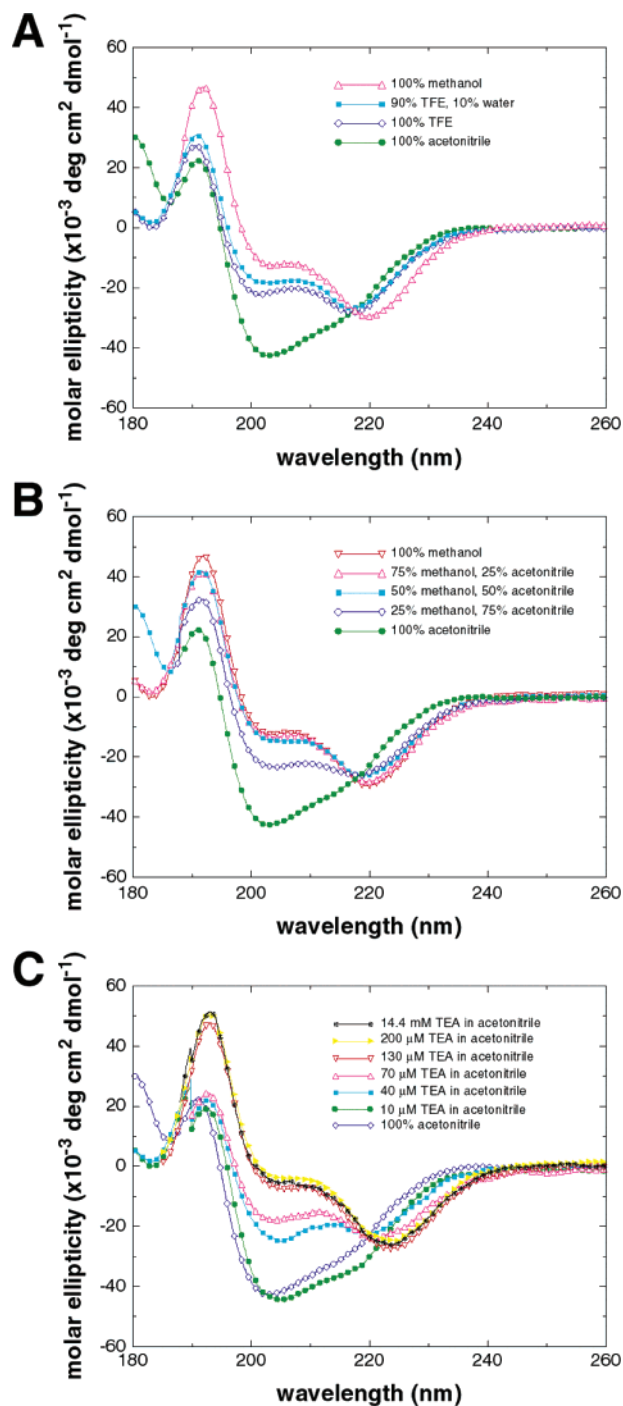 A
molar ellipticity (x10⁻³ deg cm² dmol⁻¹)
60
40
20
0
-20
-40
-60
100% methanol
90% TFE, 10% water
100% TFE
100% acetonitrile
180
200
220
240
260
wavelength (nm)
B
molar ellipticity (x10⁻³ deg cm² dmol⁻¹)
60
40
20
0
-20
-40
-60
100% methanol
75% methanol, 25% acetonitrile
50% methanol, 50% acetonitrile
25% methanol, 75% acetonitrile
100% acetonitrile
180
200
220
240
260
wavelength (nm)
C
molar ellipticity (x10⁻³ deg cm² dmol⁻¹)
60
40
20
0
-20
-40
-60
14.4 mM TEA in acetonitrile
200 µM TEA in acetonitrile
130 µM TEA in acetonitrile
70 µM TEA in acetonitrile
40 µM TEA in acetonitrile
10 µM TEA in acetonitrile
100% acetonitrile
180
200
220
240
260
wavelength (nm)